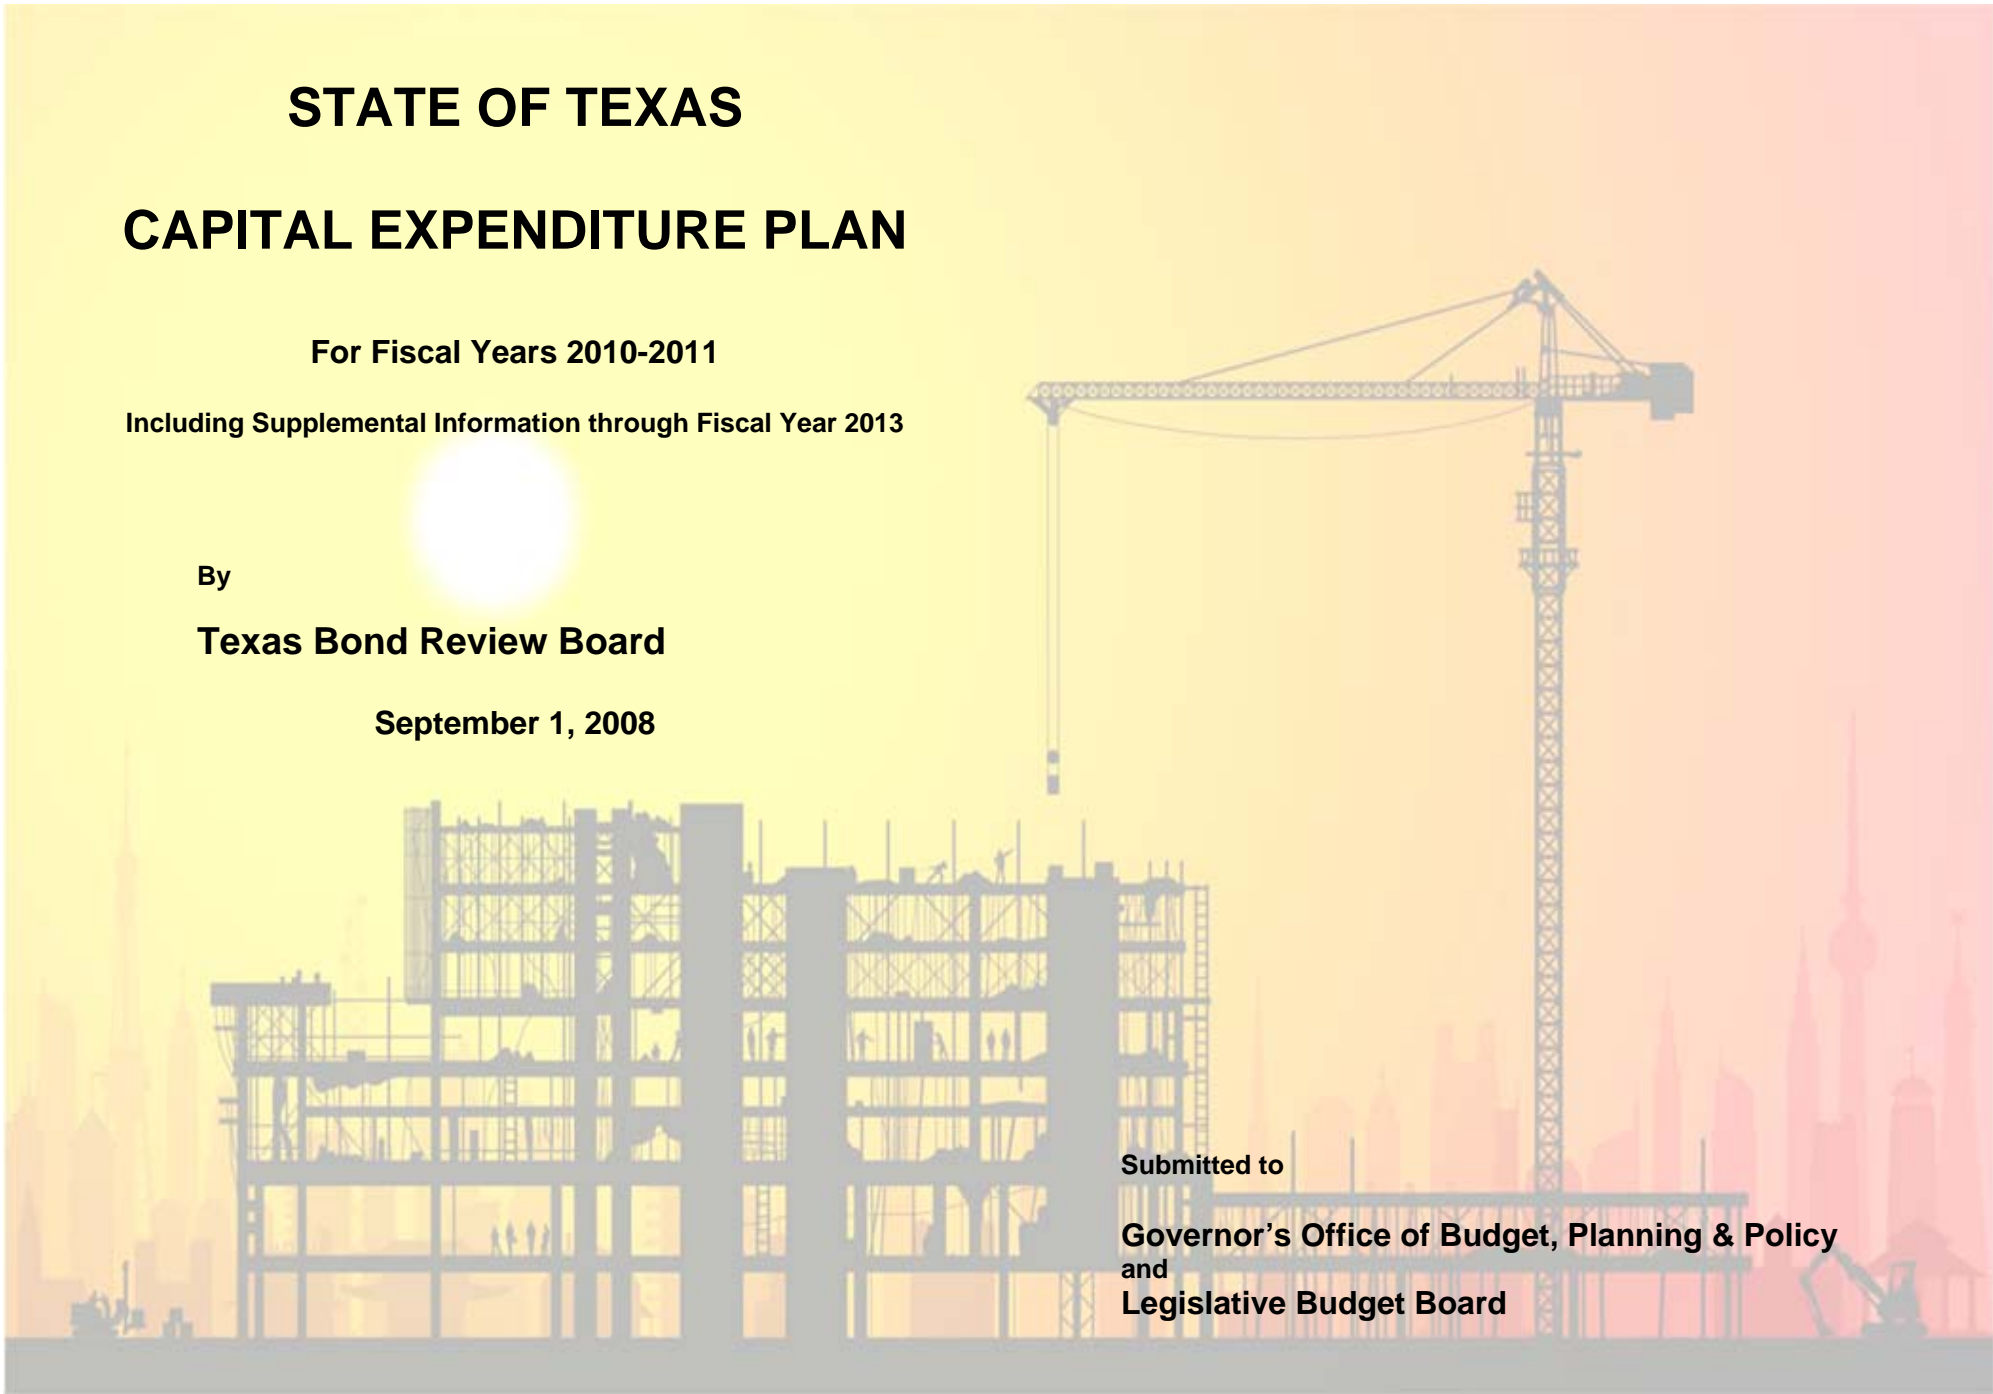 STATE OF TEXAS
CAPITAL EXPENDITURE PLAN
For Fiscal Years 2010-2011
Including Supplemental Information through Fiscal Year 2013
By
Texas Bond Review Board
September 1, 2008
Submitted to
Governor’s Office of Budget, Planning & Policy
and
Legislative Budget Board